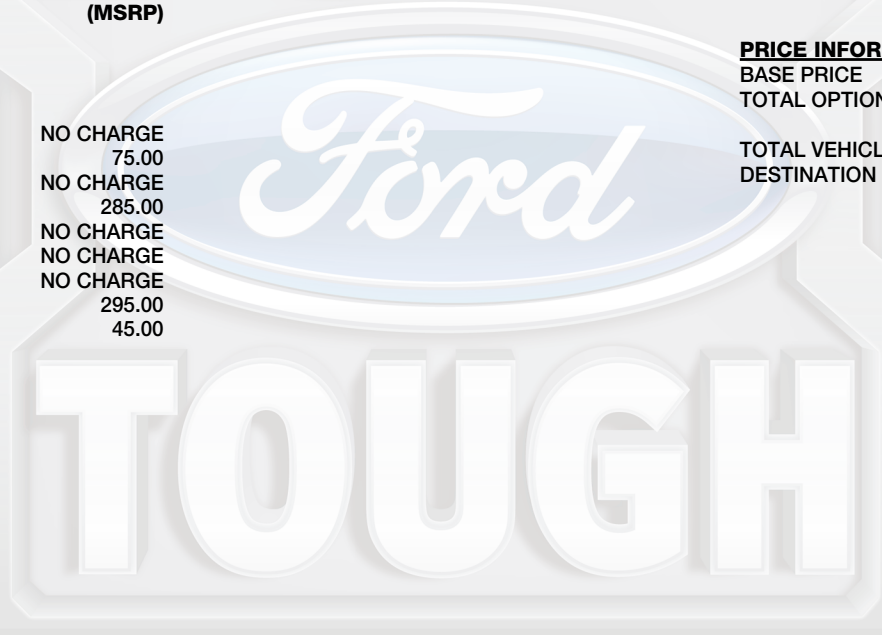 (MSRP)
NO CHARGE
75.00
NO CHARGE
285.00
NO CHARGE
NO CHARGE
NO CHARGE
295.00
45.00
PRICE INFOR
BASE PRICE
TOTAL OPTION
TOTAL VEHICL
DESTINATION
Ford
TOUGH